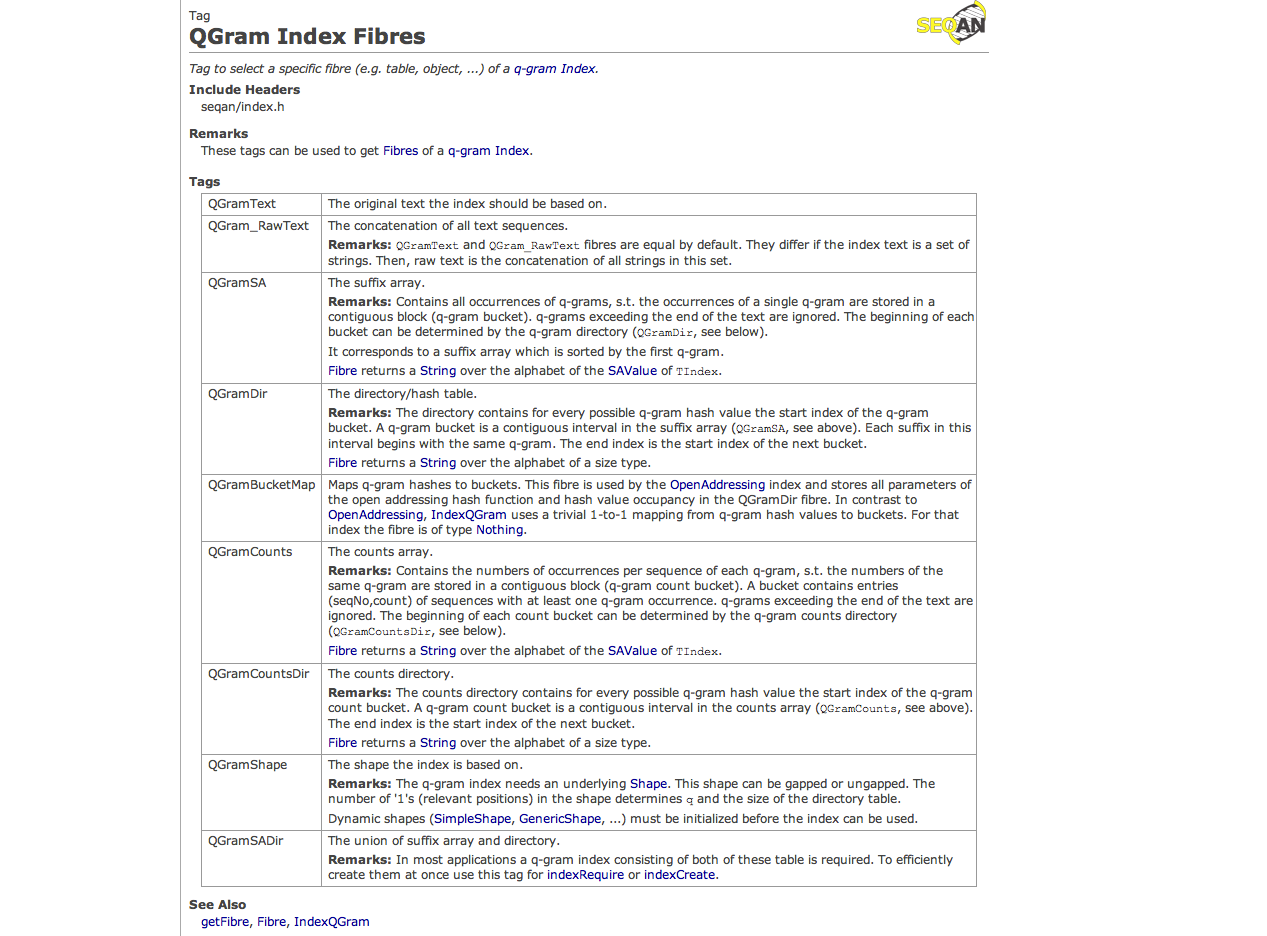 Tag
SEQAN
QGram Index Fibres
Tag to select a specific fibre (e.g. table, object, ...) of a q-gram Index.
Include Headers
seqan/index.h
Remarks
These tags can be used to get Fibres of a q-gram Index.
Tags
QGramText The original text the index should be based on.
QGram_RawText The concatenation of all text sequences.
Remarks: QGramText and QGram_RawText fibres are equal by default. They differ if the index text is a set of
strings. Then, raw text is the concatenation of all strings in this set.
QGramSA The suffix array.
Remarks: Contains all occurrences of q-grams, s.t. the occurrences of a single q-gram are stored in a
contiguous block (q-gram bucket). q-grams exceeding the end of the text are ignored. The beginning of each
bucket can be determined by the q-gram directory (QGramDir, see below).
It corresponds to a suffix array which is sorted by the first q-gram.
Fibre returns a String over the alphabet of the SAValue of TIndex.
QGramDir The directory/hash table.
Remarks: The directory contains for every possible q-gram hash value the start index of the q-gram
bucket. A q-gram bucket is a contiguous interval in the suffix array (QGramSA, see above). Each suffix in this
interval begins with the same q-gram. The end index is the start index of the next bucket.
Fibre returns a String over the alphabet of a size type.
QGramBucketMap Maps q-gram hashes to buckets. This fibre is used by the OpenAddressing index and stores all parameters of
the open addressing hash function and hash value occupancy in the QGramDir fibre. In contrast to
OpenAddressing, IndexQGram uses a trivial 1-to-1 mapping from q-gram hash values to buckets. For that
index the fibre is of type Nothing.
QGramCounts The counts array.
Remarks: Contains the numbers of occurrences per sequence of each q-gram, s.t. the numbers of the
same q-gram are stored in a contiguous block (q-gram count bucket). A bucket contains entries
(seqNo,count) of sequences with at least one q-gram occurrence. q-grams exceeding the end of the text are
ignored. The beginning of each count bucket can be determined by the q-gram counts directory
(QGramCountsDir, see below).
Fibre returns a String over the alphabet of the SAValue of TIndex.
QGramCountsDir The counts directory.
Remarks: The counts directory contains for every possible q-gram hash value the start index of the q-gram
count bucket. A q-gram count bucket is a contiguous interval in the counts array (QGramCounts, see above).
The end index is the start index of the next bucket.
Fibre returns a String over the alphabet of a size type.
QGramShape The shape the index is based on.
Remarks: The q-gram index needs an underlying Shape. This shape can be gapped or ungapped. The
number of '1's (relevant positions) in the shape determines q and the size of the directory table.
Dynamic shapes (SimpleShape, GenericShape, ...) must be initialized before the index can be used.
QGramSADir The union of suffix array and directory.
Remarks: In most applications a q-gram index consisting of both of these table is required. To efficiently
create them at once use this tag for indexRequire or indexCreate.
See Also
getFibre, Fibre, IndexQGram